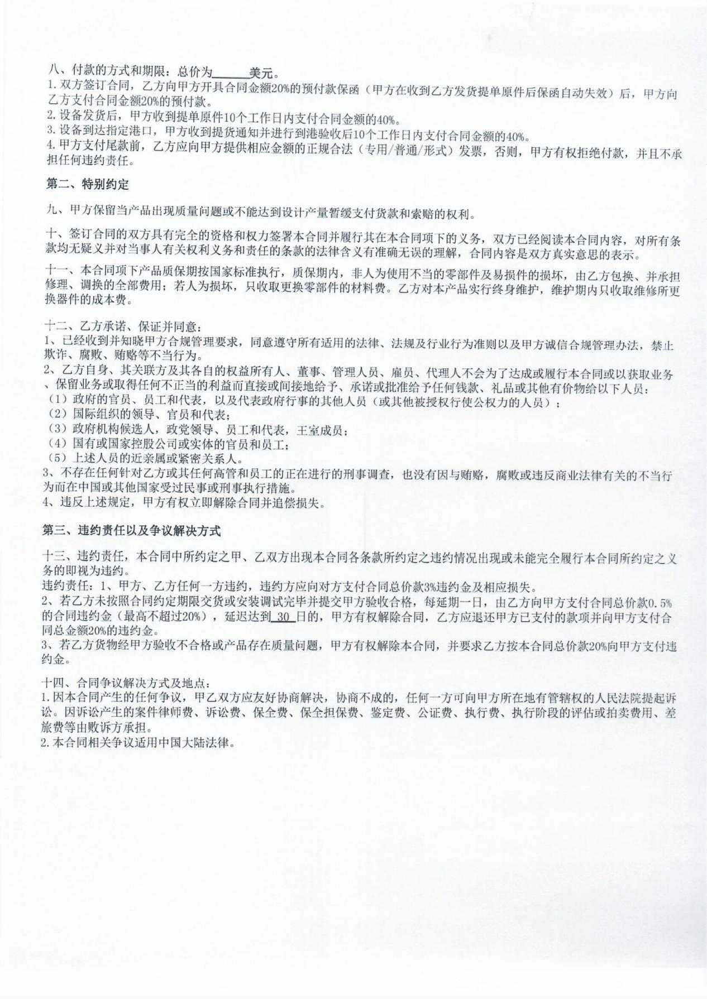 八、付款的方式和期限：总价为______美元。
1.双方签订合同，乙方向甲方开具合同金额20%的预付款保函（甲方在收到乙方发货提单原件后保函自动失效）后，甲方向
乙方支付合同金额20%的预付款。
2.设备发货后，甲方收到提单原件10个工作日内支付合同金额的40%。
3.设备到达指定港口，甲方收到提货通知并进行到港验收后10个工作日内支付合同金额的40%。
4.甲方支付尾款前，乙方应向甲方提供相应金额的正规合法（专用/普通/形式）发票，否则，甲方有权拒绝付款，并且不承
担任何违约责任。
第二、特别约定
九、甲方保留当产品出现质量问题或不能达到设计产量暂缓支付货款和索赔的权利。
十、签订合同的双方具有完全的资格和权力签署本合同并履行其在本合同项下的义务，双方已经阅读本合同内容，对所有条
款均无疑义并对当事人有关权利义务和责任的条款的法律含义有准确无误的理解，合同内容是双方真实意思的表示。
十一、本合同项下产品质保期按国家标准执行，质保期内，非人为使用不当的零部件及易损件的损坏，由乙方包换、并承担
修理、调换的全部费用；若人为损坏，只收取更换零部件的材料费。乙方对本产品实行终身维护，维护期内只收取维修所更
换器件的成本费。
十二、乙方承诺、保证并同意：
1、已经收到并知晓甲方合规管理要求，同意遵守所有适用的法律、法规及行业行为准则以及甲方诚信合规管理办法，禁止
欺诈、腐败、贿赂等不当行为。
2、乙方自身、其关联方及其各自的权益所有人、董事、管理人员、雇员、代理人不会为了达成或履行本合同或以获取业务
、保留业务或取得任何不正当的利益而直接或间接地给予、承诺或批准给予任何钱款、礼品或其他有价物给以下人员：
（1）政府的官员、员工和代表，以及代表政府行事的其他人员（或其他被授权行使公权力的人员）；
（2）国际组织的领导、官员和代表；
（3）政府机构候选人，政党领导、员工和代表，王室成员；
（4）国有或国家控股公司或实体的官员和员工；
（5）上述人员的近亲属或紧密关系人。
3、不存在任何针对乙方或其任何高管和员工的正在进行的刑事调查，也没有因与贿赂，腐败或违反商业法律有关的不当行
为而在中国或其他国家受过民事或刑事执行措施。
4、违反上述规定，甲方有权立即解除合同并追偿损失。
第三、违约责任以及争议解决方式
十三、违约责任，本合同中所约定之甲、乙双方出现本合同各条款所约定之违约情况出现或未能完全履行本合同所约定之义
务的即视为违约。
违约责任：1、甲方、乙方任何一方违约，违约方应向对方支付合同总价款3%违约金及相应损失。
2、若乙方未按照合同约定期限交货或安装调试完毕并提交甲方验收合格，每延期一日，由乙方向甲方支付合同总价款0.5%
的合同违约金（最高不超过20%），延迟达到 30 日的，甲方有权解除合同，乙方应退还甲方已支付的款项并向甲方支付合
同总金额20%的违约金。
3、若乙方货物经甲方验收不合格或产品存在质量问题，甲方有权解除本合同，并要求乙方按本合同总价款20%向甲方支付违
约金。
十四、合同争议解决方式及地点：
1.因本合同产生的任何争议，甲乙双方应友好协商解决，协商不成的，任何一方可向甲方所在地有管辖权的人民法院提起诉
讼。因诉讼产生的案件律师费、诉讼费、保全费、保全担保费、鉴定费、公证费、执行费、执行阶段的评估或拍卖费用、差
旅费等由败诉方承担。
2.本合同相关争议适用中国大陆法律。